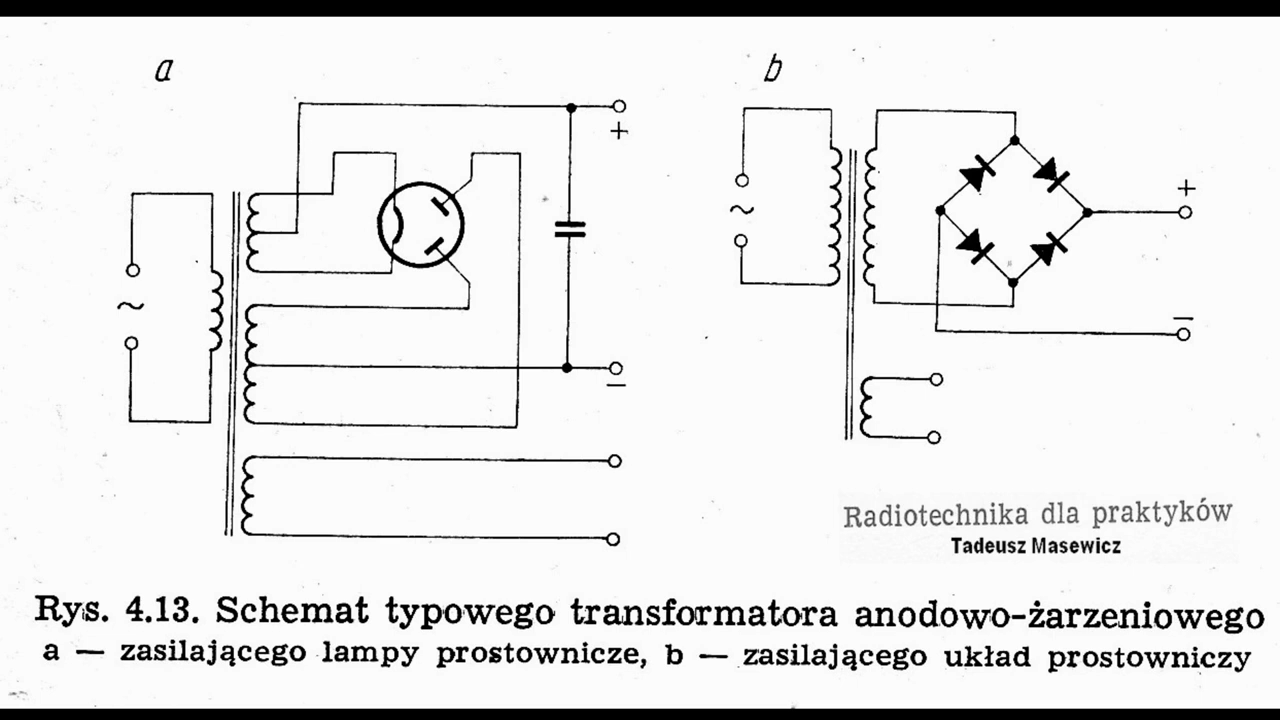 a
b
+
+
~
~
−
−
Radiotechnika dla praktyków
Tadeusz Masewicz
Rys. 4.13. Schemat typowego transformatora anodowo-żarzeniowego
a — zasilającego lampy prostownicze, b — zasilającego układ prostowniczy